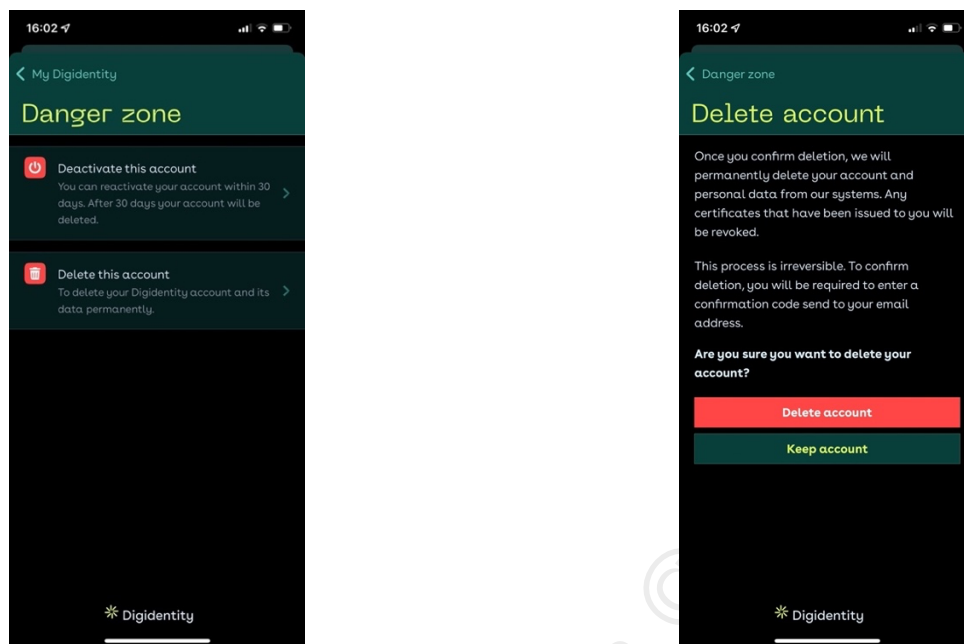 16:02
My Digidentity
Danger zone
Deactivate this account
You can reactivate your account within 30
days. After 30 days your account will be
deleted.
Delete this account
To delete your Digidentity account and its
data permanently.
Digidentity
16:02
Danger zone
Delete account
Once you confirm deletion, we will
permanently delete your account and
personal data from our systems. Any
certificates that have been issued to you will
be revoked.
This process is irreversible. To confirm
deletion, you will be required to enter a
confirmation code send to your email
address.
Are you sure you want to delete your
account?
Delete account
Keep account
Digidentity